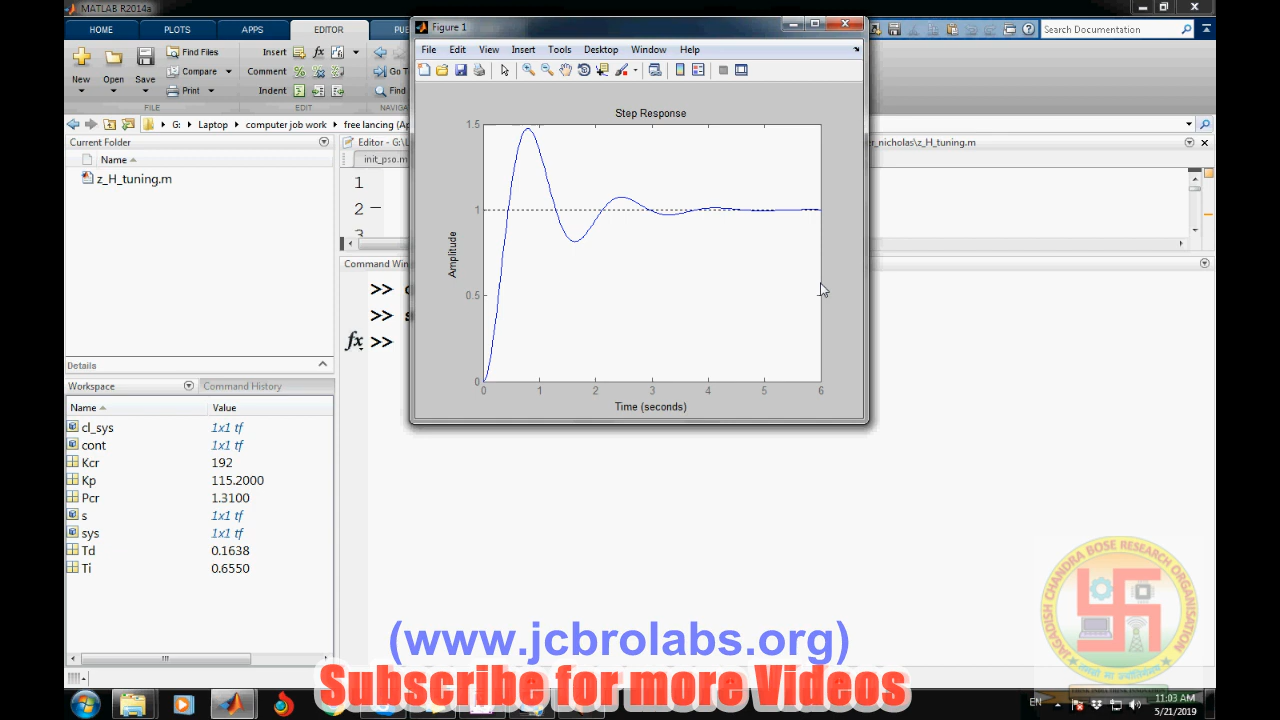 MATLAB R2014a
HOME PLOTS APPS EDITOR
Search Documentation
New Open Save
Find Files
Compare
Print
Insert
Comment
Indent
Go T
Find
FILE EDIT NAVIGA
G: Laptop computer job work free lancing (Ap
Current Folder
Name
z_H_tuning.m
Details
Workspace Command History
Name Value
cl_sys 1x1 tf
cont 1x1 tf
Kcr 192
Kp 115.2000
Pcr 1.3100
s 1x1 tf
sys 1x1 tf
Td 0.1638
Ti 0.6550
Editor - G:\L
er_nicholas\z_H_tuning.m
init_pso.m
1
2
3
Command Win
>> c
>> s
fx >>
Figure 1
File Edit View Insert Tools Desktop Window Help
Step Response
Amplitude
1.5
1
0.5
0
0 1 2 3 4 5 6
Time (seconds)
JAGADISH CHANDRA BOSE RESEARCH ORGANISATION
(www.jcbrolabs.org)
Subscribe for more Videos
EN
11:03 AM
5/21/2019